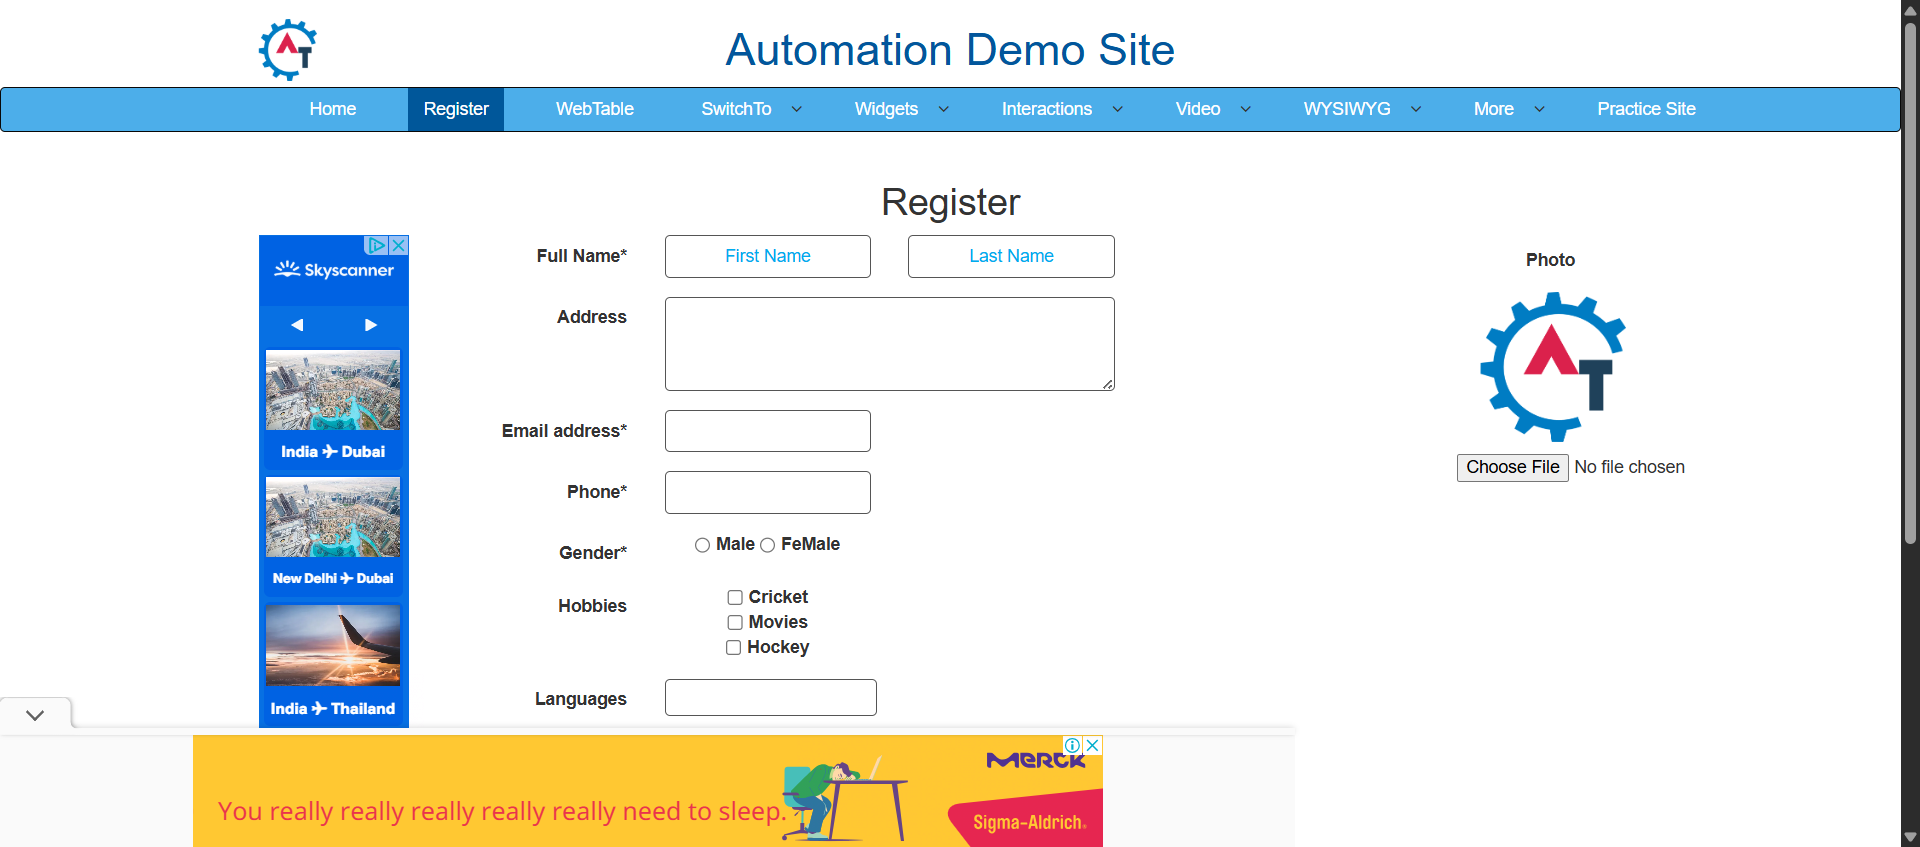 AT
Automation Demo Site
Home Register WebTable SwitchTo Widgets Interactions Video WYSIWYG More Practice Site
Register
Skyscanner
India ✈ Dubai
New Delhi ✈ Dubai
India ✈ Thailand
Full Name* First Name Last Name
Address
Email address*
Phone*
Gender* Male FeMale
Hobbies Cricket
Movies
Hockey
Languages
Photo
AT
Choose File No file chosen
You really really really really really need to sleep.
Merck
Sigma-Aldrich®